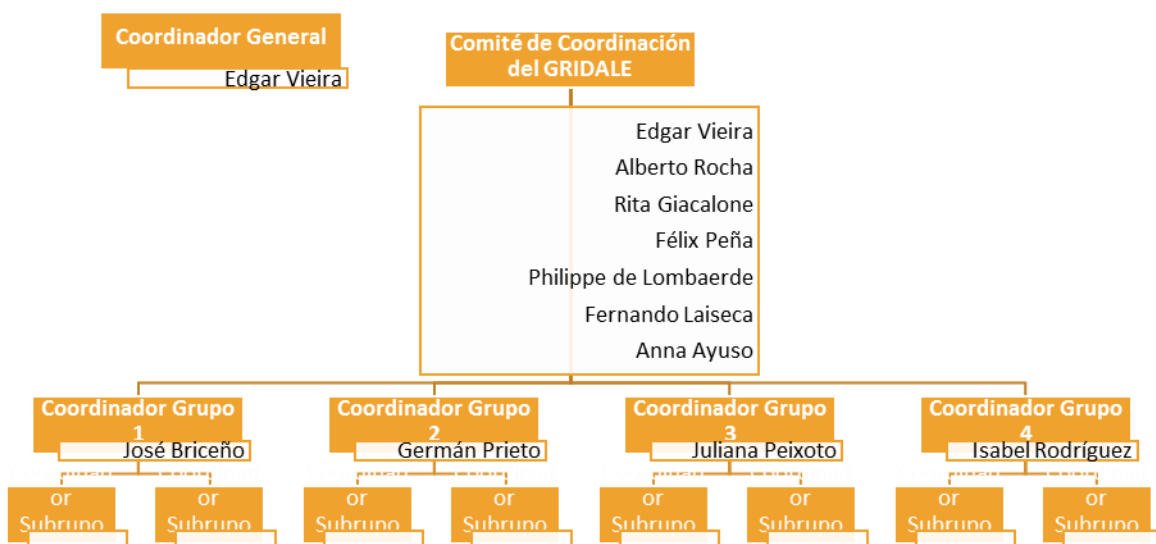 Coordinador General
Edgar Vieira
Comité de Coordinación
del GRIDALE
Edgar Vieira
Alberto Rocha
Rita Giacalone
Félix Peña
Philippe de Lombaerde
Fernando Laiseca
Anna Ayuso
Coordinador Grupo
1
José Briceño
Coordinador Grupo
2
Germán Prieto
Coordinador Grupo
3
Juliana Peixoto
Coordinador Grupo
4
Isabel Rodríguez
or
Subrupo
or
Subrupo
or
Subrupo
or
Subrupo
or
Subrupo
or
Subrupo
or
Subrupo
or
Subrupo